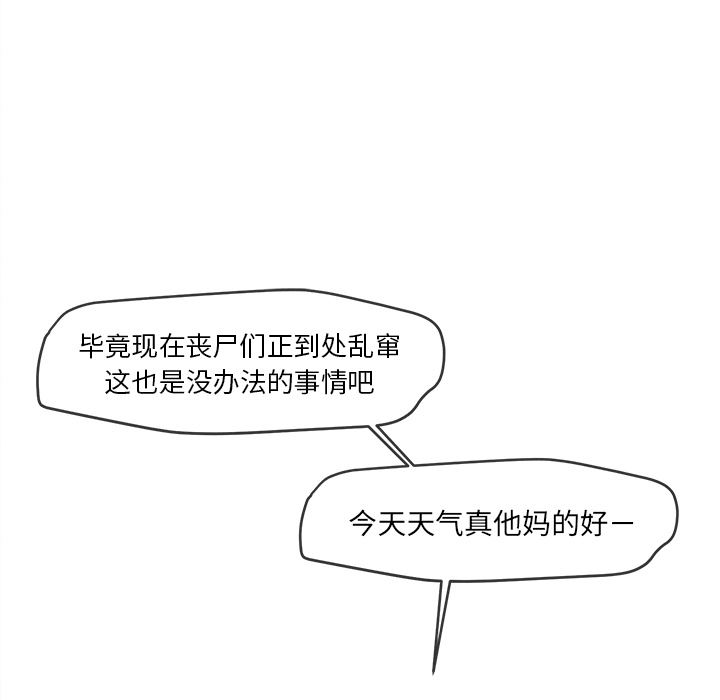 毕竟现在丧尸们正到处乱窜
这也是没办法的事情吧
今天天气真他妈的好—